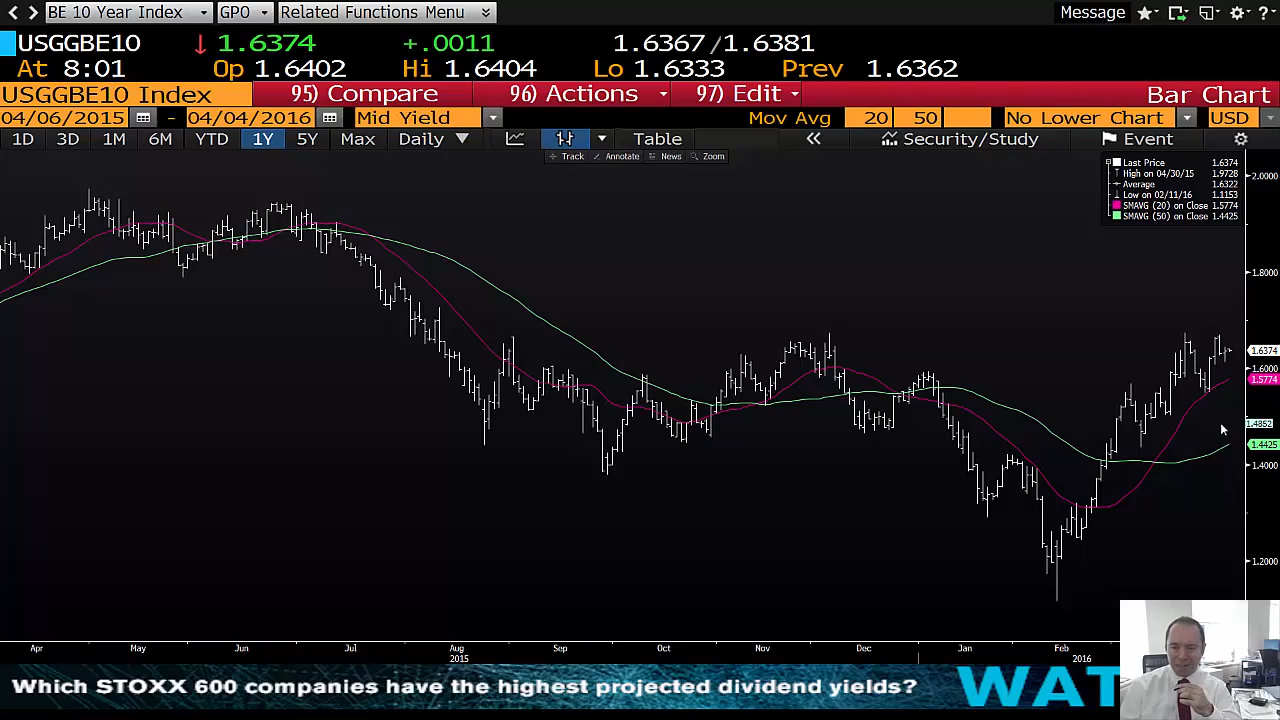 BE 10 Year Index GPO Related Functions Menu Message
USGGBE10 ↓ 1.6374 +.0011 1.6367/1.6381
At 8:01 Op 1.6402 Hi 1.6404 Lo 1.6333 Prev 1.6362
USGGBE10 Index 95) Compare 96) Actions 97) Edit Bar Chart
04/06/2015 - 04/04/2016 Mid Yield Mov Avg 20 50 No Lower Chart USD
1D 3D 1M 6M YTD 1Y 5Y Max Daily Table Security/Study Event
Track Annotate News Zoom
Last Price 1.6374
High on 04/30/15 1.9728
Average 1.6322
Low on 02/11/16 1.1153
SMAVG (20) on Close 1.5774
SMAVG (50) on Close 1.4425
2.0000
1.8000
1.6374
1.6000
1.5774
1.4852
1.4425
1.4000
1.2000
Apr May Jun Jul Aug Sep Oct Nov Dec Jan Feb
2015 2016
Which STOXX 600 companies have the highest projected dividend yields? WAT